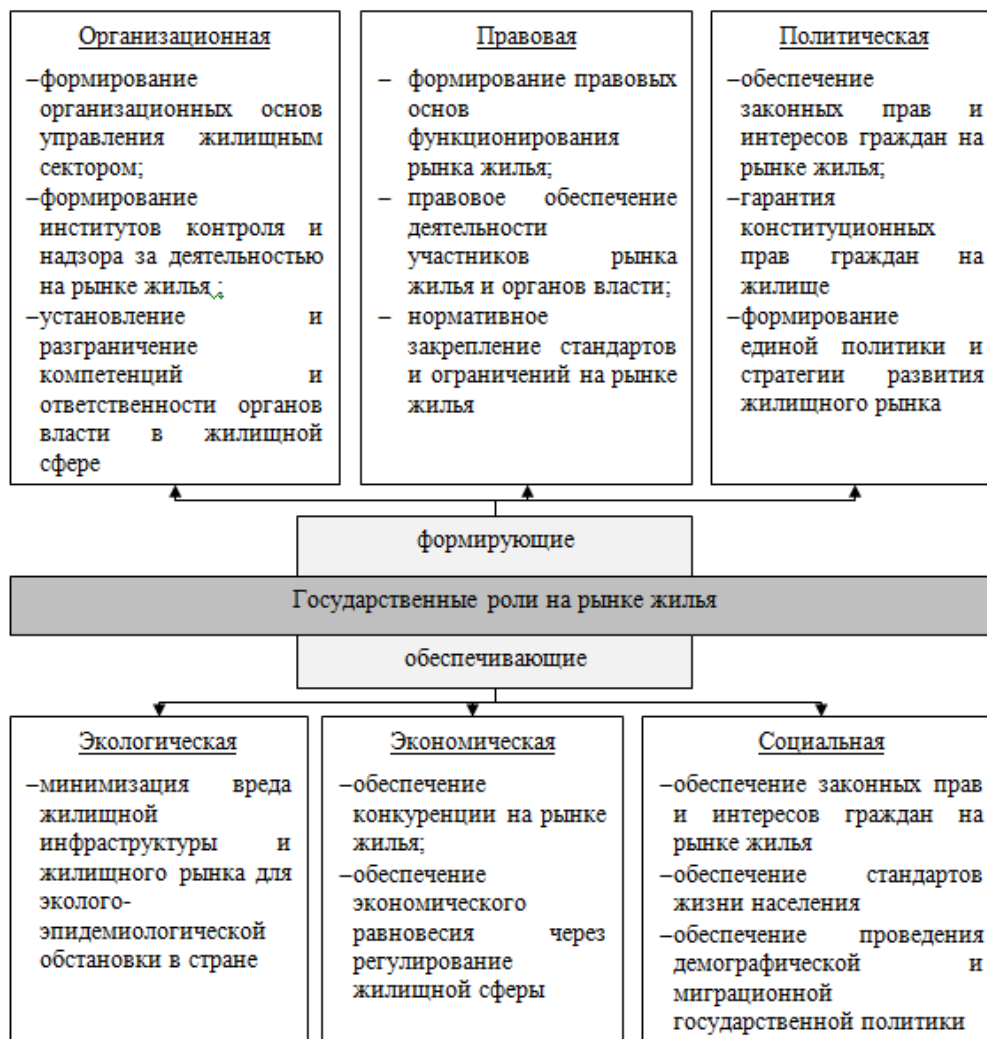 Организационная
–формирование
организационных основ
управления жилищным
сектором;
–формирование
институтов контроля и
надзора за деятельностью
на рынке жилья ;
–установление и
разграничение
компетенций и
ответственности органов
власти в жилищной
сфере
Правовая
– формирование правовых
основ
функционирования
рынка жилья;
– правовое обеспечение
деятельности
участников рынка
жилья и органов власти;
– нормативное
закрепление стандартов
и ограничений на рынке
жилья
Политическая
–обеспечение
законных прав и
интересов граждан на
рынке жилья;
–гарантия
конституционных
прав граждан на
жилище
–формирование
единой политики и
стратегии развития
жилищного рынка
формирующие
Государственные роли на рынке жилья
обеспечивающие
Экологическая
–минимизация вреда
жилищной
инфраструктуры и
жилищного рынка для
эколого-
эпидемиологической
обстановки в стране
Экономическая
–обеспечение
конкуренции на рынке
жилья;
–обеспечение
экономического
равновесия через
регулирование
жилищной сферы
Социальная
–обеспечение законных прав
и интересов граждан на
рынке жилья
–обеспечение стандартов
жизни населения
–обеспечение проведения
демографической и
миграционной
государственной политики